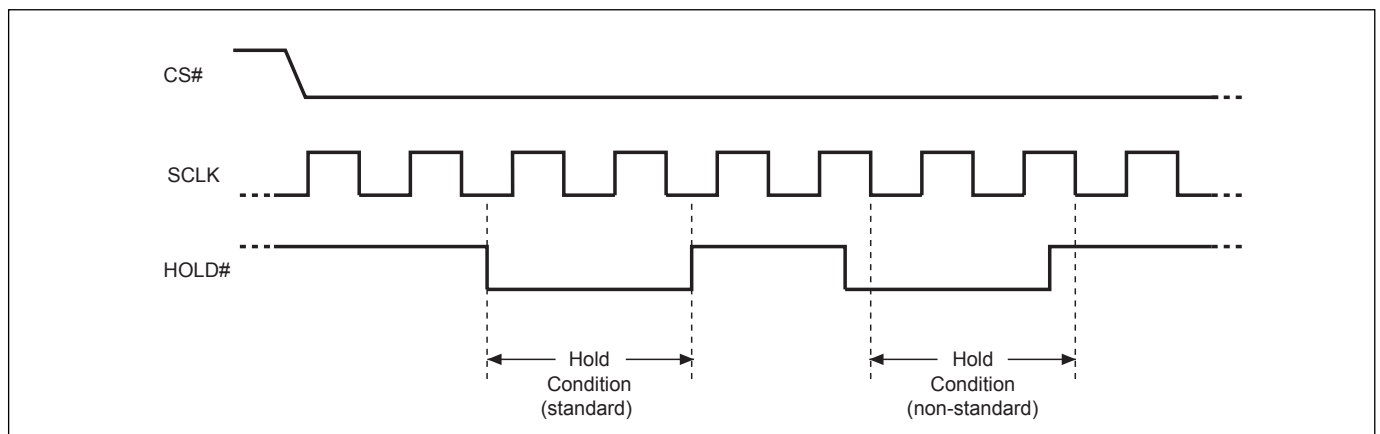 CS#
SCLK
HOLD#
Hold
Condition
(standard)
Hold
Condition
(non-standard)